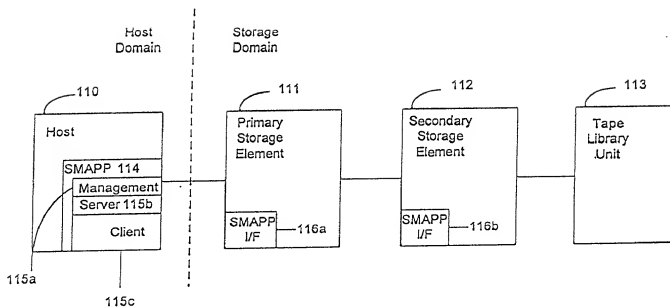 Host
Domain
Storage
Domain
110
111
112
113
Host
SMAPP 114
Management
Server 115b
Client
115a
115c
Primary
Storage
Element
SMAPP
I/F
116a
Secondary
Storage
Element
SMAPP
I/F
116b
Tape
Library
Unit